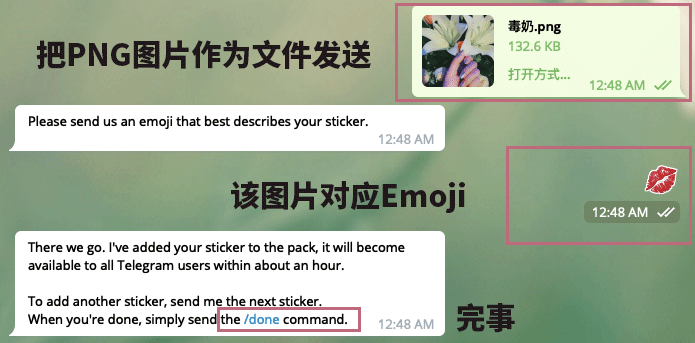 把PNG图片作为文件发送
毒奶.png
132.6 KB
打开方式...
12:48 AM
Please send us an emoji that best describes your sticker.
12:48 AM
该图片对应Emoji
12:48 AM
There we go. I've added your sticker to the pack, it will become
available to all Telegram users within about an hour.
To add another sticker, send me the next sticker.
When you're done, simply send the /done command.
12:48 AM
完事